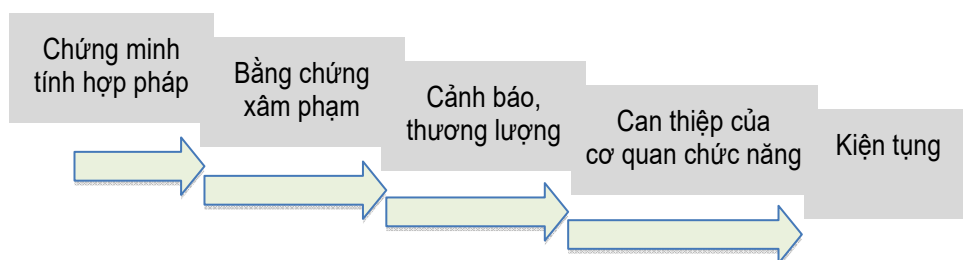 Chứng minh
tính hợp pháp
Bằng chứng
xâm phạm
Cảnh báo,
thương lượng
Can thiệp của
cơ quan chức năng
Kiện tụng